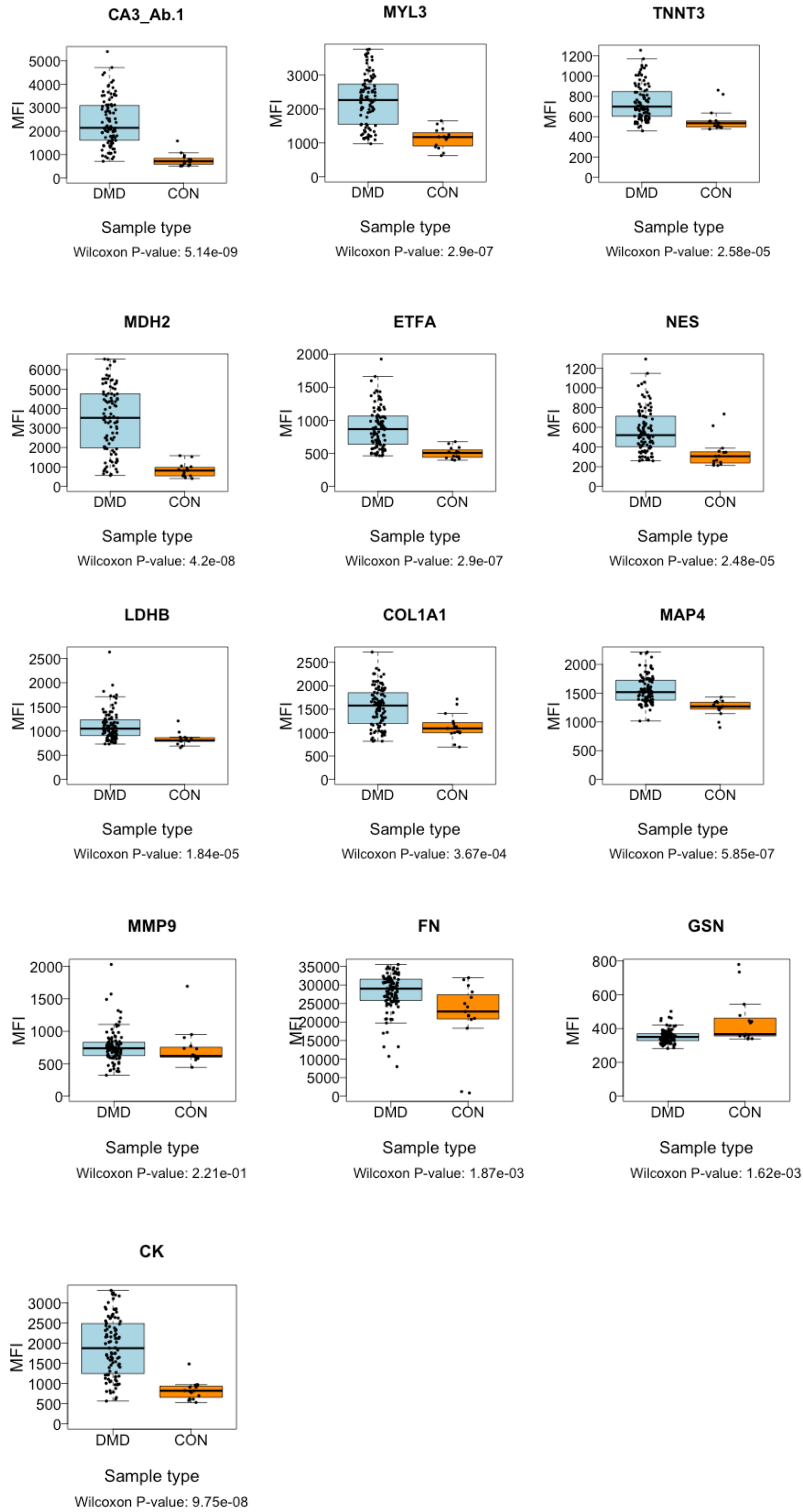 CA3_Ab.1
MFI
5000
4000
3000
2000
1000
0
DMD CON
Sample type
Wilcoxon P-value: 5.14e-09
MYL3
MFI
3000
2000
1000
0
DMD CON
Sample type
Wilcoxon P-value: 2.9e-07
TNNT3
MFI
1200
1000
800
600
400
200
0
DMD CON
Sample type
Wilcoxon P-value: 2.58e-05
MDH2
MFI
6000
5000
4000
3000
2000
1000
0
DMD CON
Sample type
Wilcoxon P-value: 4.2e-08
ETFA
MFI
2000
1500
1000
500
0
DMD CON
Sample type
Wilcoxon P-value: 2.9e-07
NES
MFI
1200
1000
800
600
400
200
0
DMD CON
Sample type
Wilcoxon P-value: 2.48e-05
LDHB
MFI
2500
2000
1500
1000
500
0
DMD CON
Sample type
Wilcoxon P-value: 1.84e-05
COL1A1
MFI
2500
2000
1500
1000
500
0
DMD CON
Sample type
Wilcoxon P-value: 3.67e-04
MAP4
MFI
2000
1500
1000
500
0
DMD CON
Sample type
Wilcoxon P-value: 5.85e-07
MMP9
MFI
2000
1500
1000
500
0
DMD CON
Sample type
Wilcoxon P-value: 2.21e-01
FN
MFI
35000
30000
25000
20000
15000
10000
5000
0
DMD CON
Sample type
Wilcoxon P-value: 1.87e-03
GSN
MFI
800
600
400
200
0
DMD CON
Sample type
Wilcoxon P-value: 1.62e-03
CK
MFI
3000
2500
2000
1500
1000
500
0
DMD CON
Sample type
Wilcoxon P-value: 9.75e-08